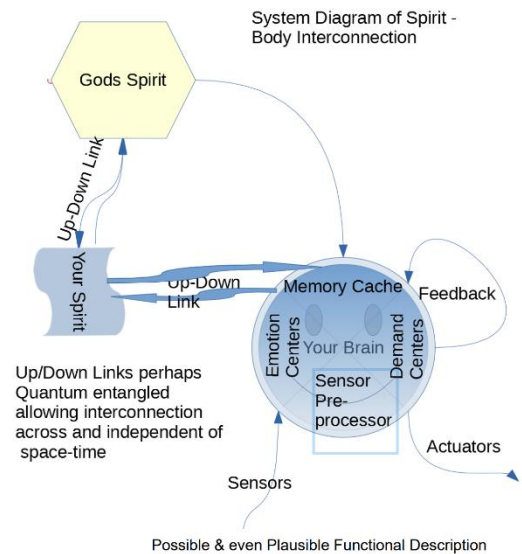 System Diagram of Spirit -
Body Interconnection
Gods Spirit
Up-Down Link
Your Spirit
Up-Down
Link
Memory Cache
Feedback
Emotion
Centers
Your Brain
Demand
Centers
Sensor
Pre-
processor
Up/Down Links perhaps
Quantum entangled
allowing interconnection
across and independent of
space-time
Actuators
Sensors
Possible & even Plausible Functional Description